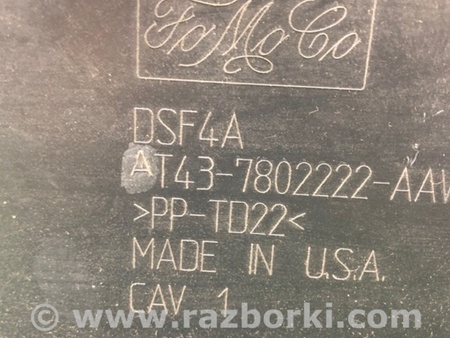 FoMoCo
DSF4A
AT43-7802222-AAW
>PP-TD22<
MADE IN U.S.A.
CAV 1
www.razborki.com